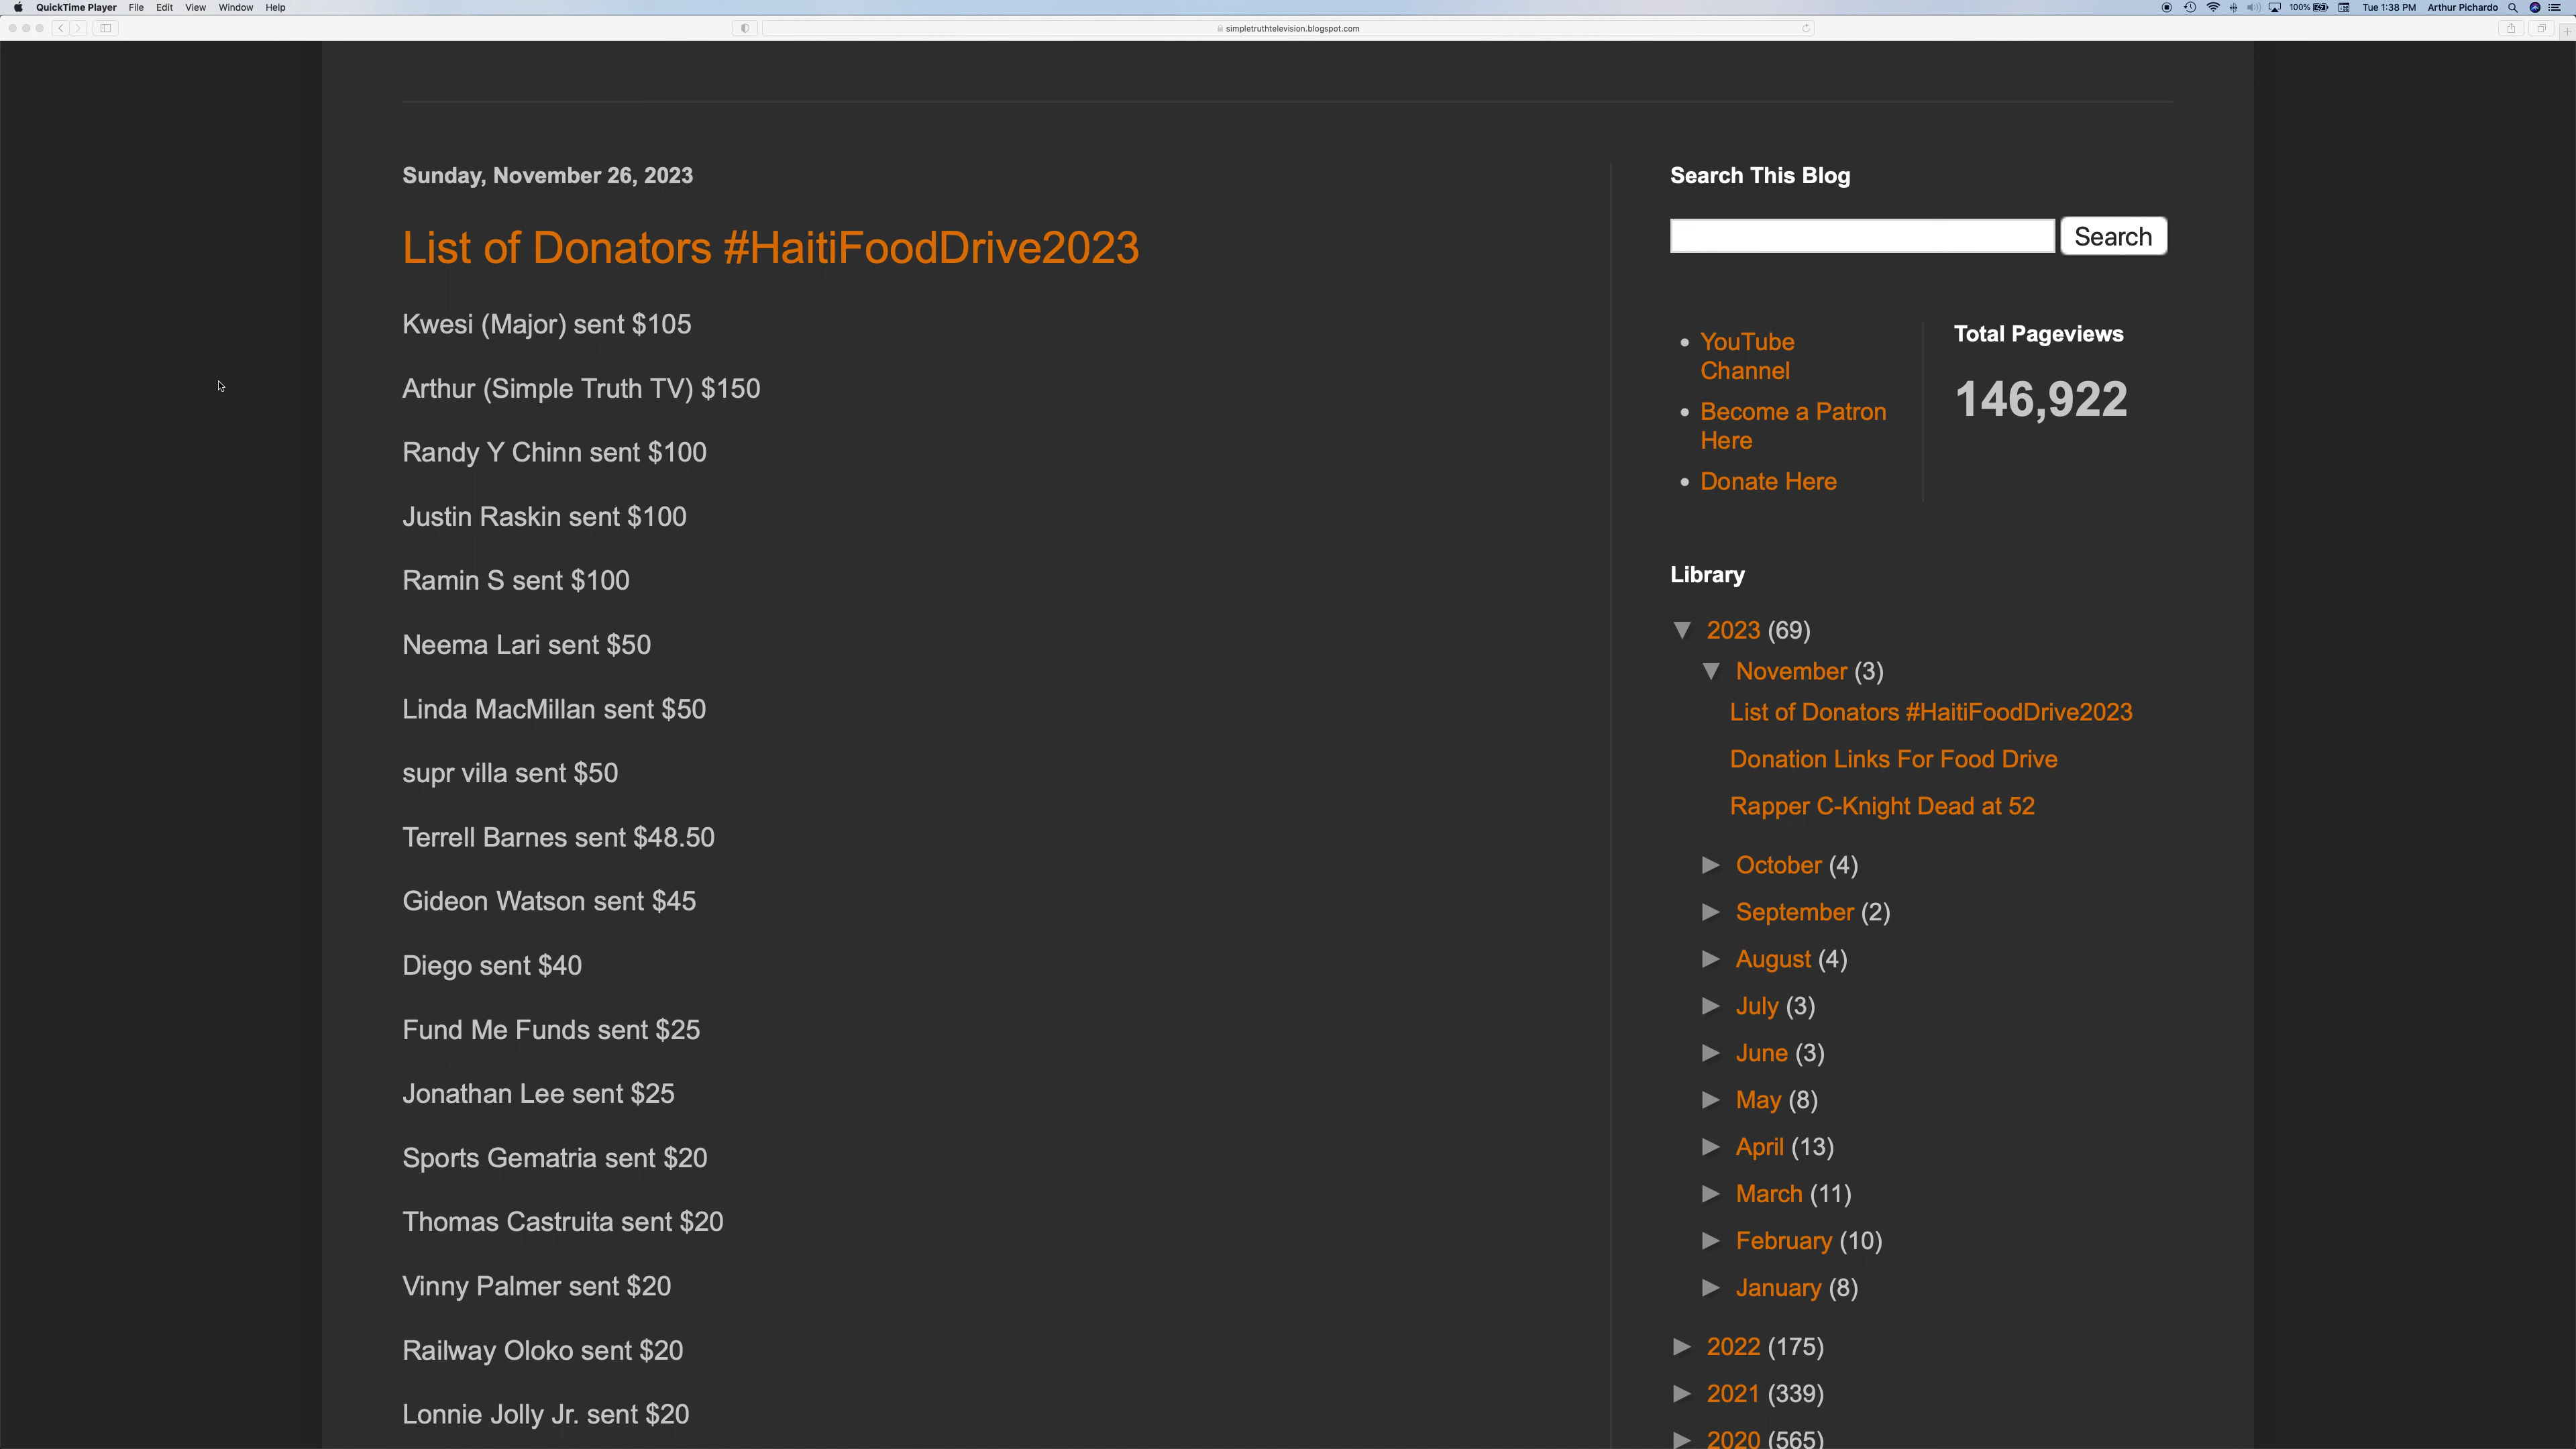 QuickTime Player File Edit View Window Help
100% Tue 1:38 PM Arthur Pichardo
simpletruthtelevision.blogspot.com
Sunday, November 26, 2023
List of Donators #HaitiFoodDrive2023
Kwesi (Major) sent $105
Arthur (Simple Truth TV) $150
Randy Y Chinn sent $100
Justin Raskin sent $100
Ramin S sent $100
Neema Lari sent $50
Linda MacMillan sent $50
supr villa sent $50
Terrell Barnes sent $48.50
Gideon Watson sent $45
Diego sent $40
Fund Me Funds sent $25
Jonathan Lee sent $25
Sports Gematria sent $20
Thomas Castruita sent $20
Vinny Palmer sent $20
Railway Oloko sent $20
Lonnie Jolly Jr. sent $20
Search This Blog
Search
YouTube
Channel
Become a Patron
Here
Donate Here
Total Pageviews
146,922
Library
2023 (69)
November (3)
List of Donators #HaitiFoodDrive2023
Donation Links For Food Drive
Rapper C-Knight Dead at 52
October (4)
September (2)
August (4)
July (3)
June (3)
May (8)
April (13)
March (11)
February (10)
January (8)
2022 (175)
2021 (339)
2020 (565)